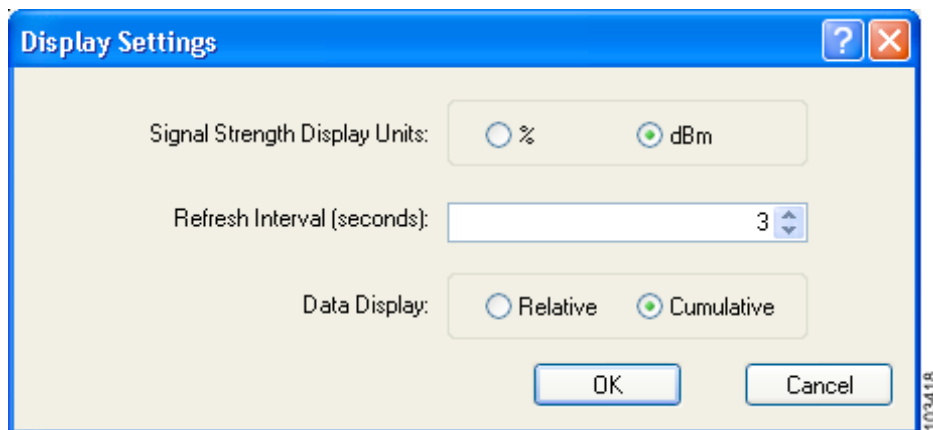 Display Settings ?
Signal Strength Display Units: % dBm
Refresh Interval (seconds): 3
Data Display: Relative Cumulative
OK Cancel
103418